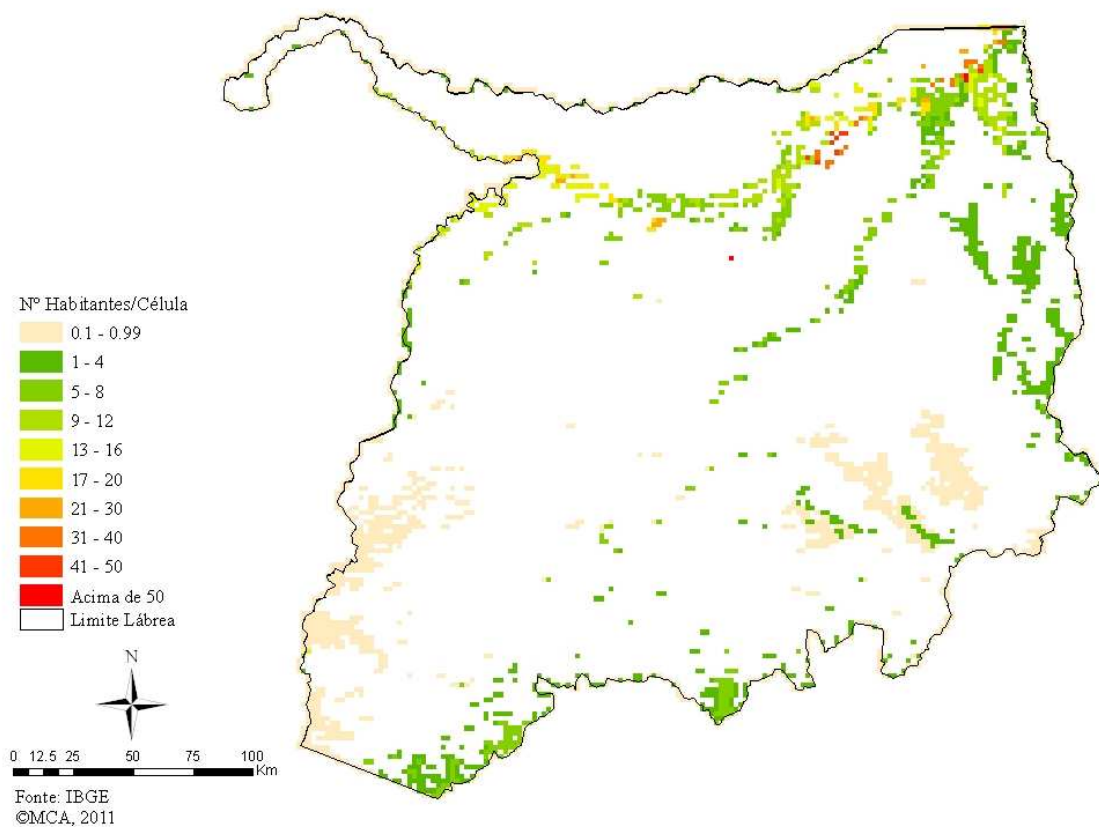 Nº Habitantes/Célula
0.1 - 0.99
1 - 4
5 - 8
9 - 12
13 - 16
17 - 20
21 - 30
31 - 40
41 - 50
Acima de 50
Limite Lábrea
N
0 12.5 25 50 75 100
Km
Fonte: IBGE
©MCA, 2011